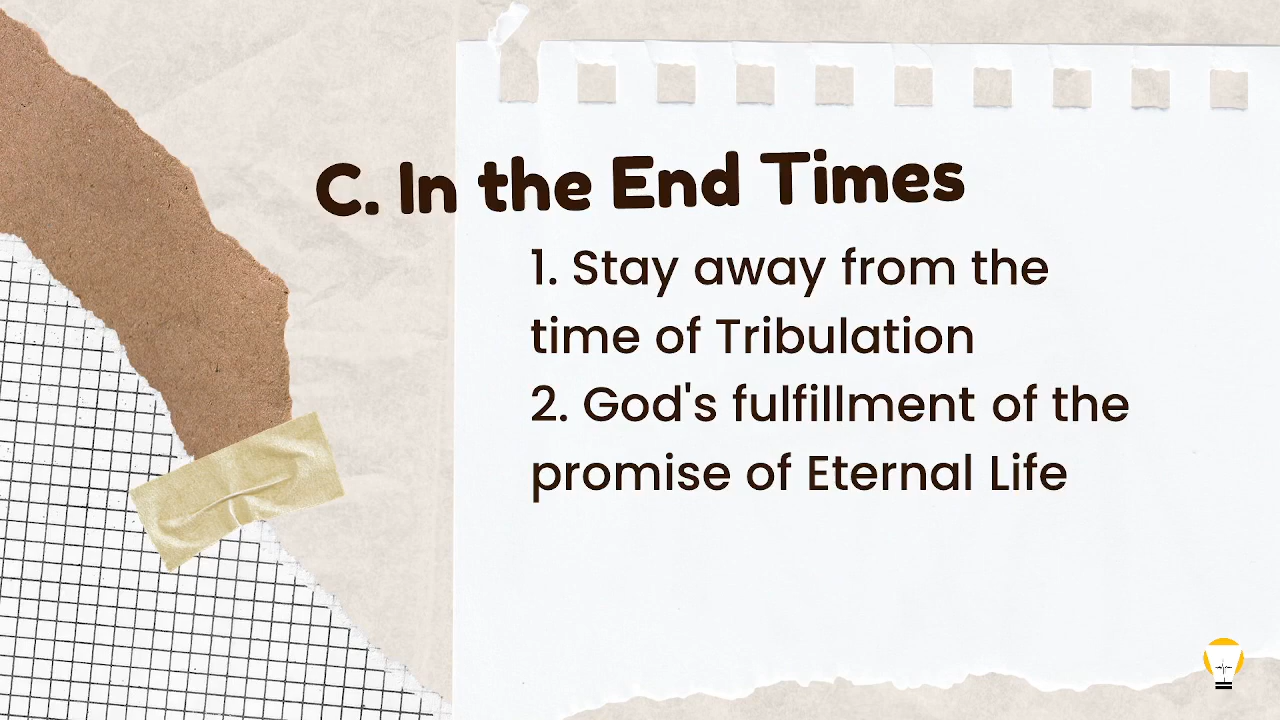 C. In the End Times
1. Stay away from the
time of Tribulation
2. God's fulfillment of the
promise of Eternal Life